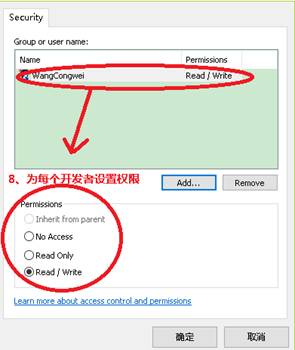 Security
Group or user name:
Name Permissions
WangCongwei Read / Write
8、为每个开发者设置权限
Add... Remove
Permissions
Inherit from parent
No Access
Read Only
Read / Write
Learn more about access control and permissions
确定 取消